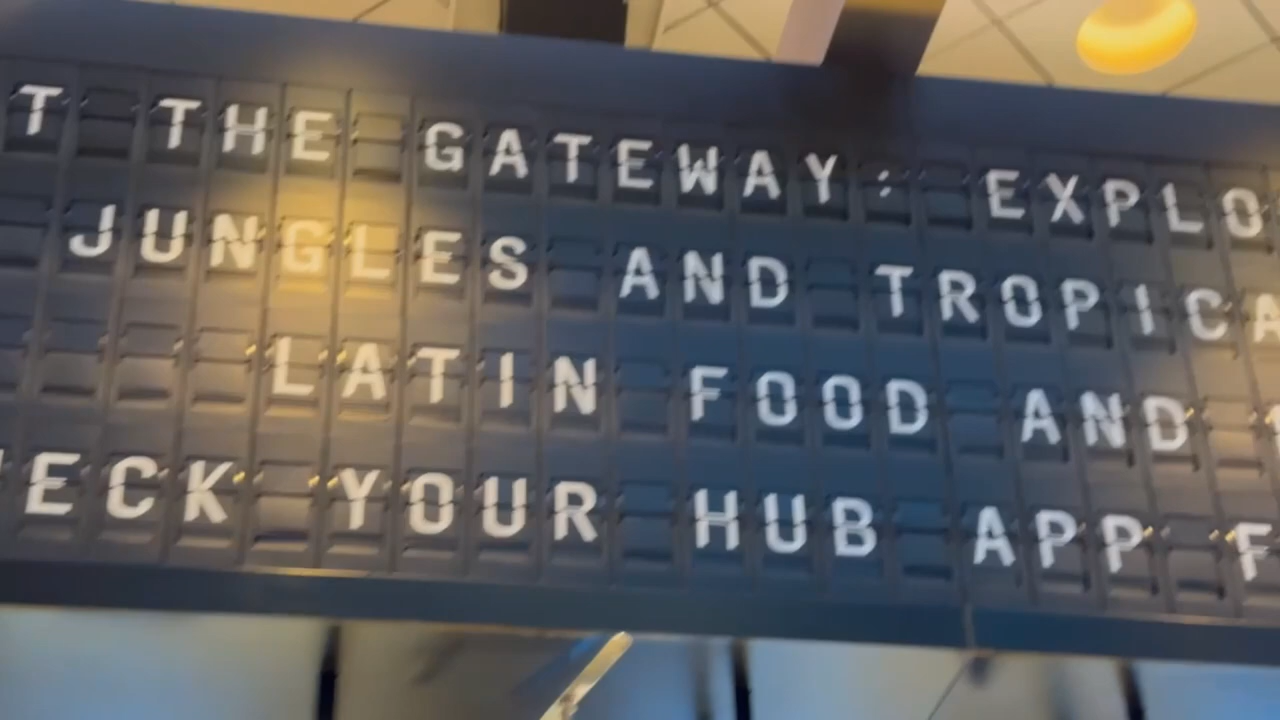 T THE GATEWAY: EXPLO
JUNGLES AND TROPICA
LATIN FOOD AND
ECK YOUR HUB APP F